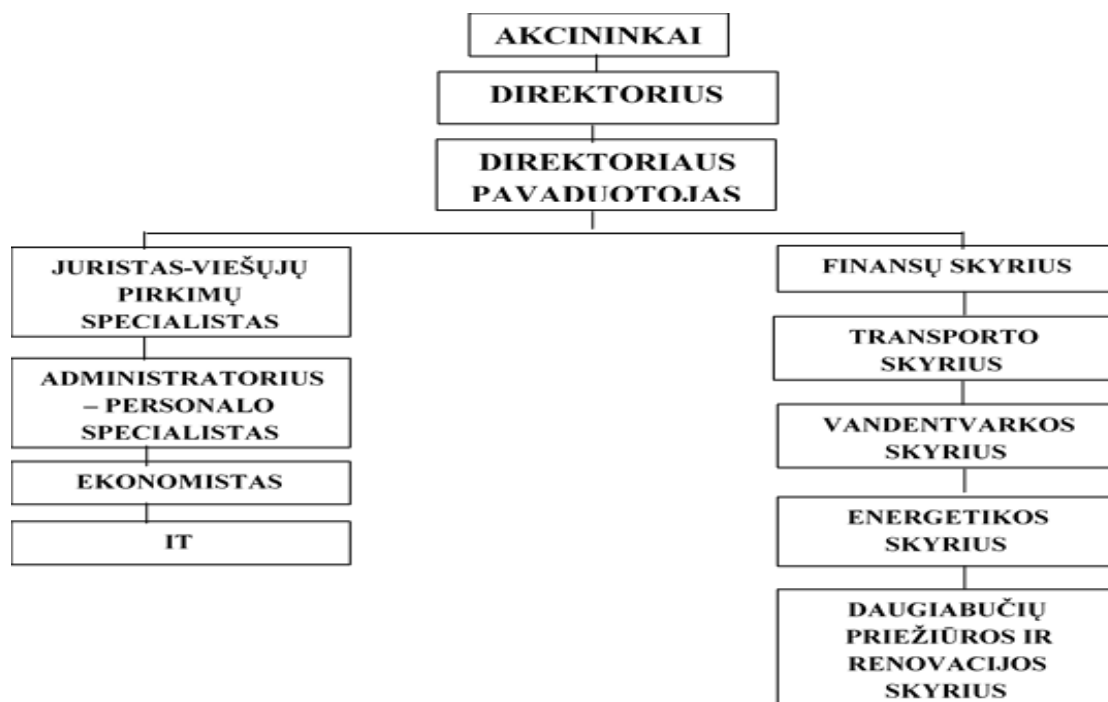 AKCININKAI
DIREKTORIUS
DIREKTORIAUS
PAVADUOTOJAS
JURISTAS-VIEŠŲJŲ
PIRKIMŲ
SPECIALISTAS
ADMINISTRATORIUS
– PERSONALO
SPECIALISTAS
EKONOMISTAS
IT
FINANSŲ SKYRIUS
TRANSPORTO
SKYRIUS
VANDENTVARKOS
SKYRIUS
ENERGETIKOS
SKYRIUS
DAUGIABUČIŲ
PRIEŽIŪROS IR
RENOVACIJOS
SKYRIUS